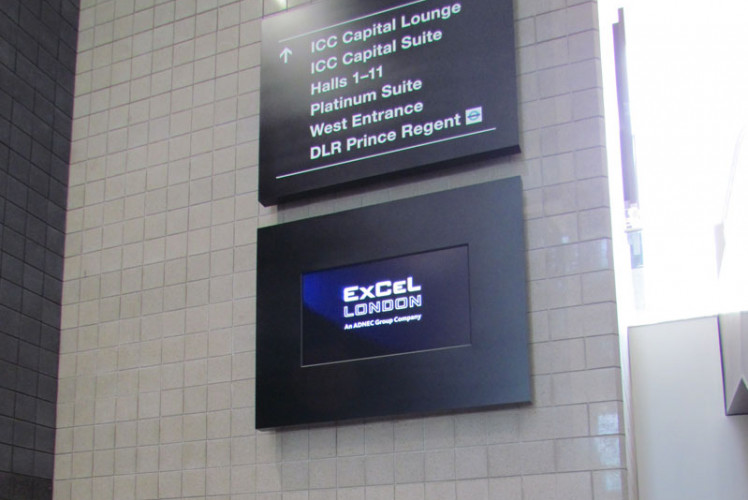 ICC Capital Lounge
ICC Capital Suite
Halls 1–11
Platinum Suite
West Entrance
DLR Prince Regent
ExCeL
LONDON
An ADNEC Group Company